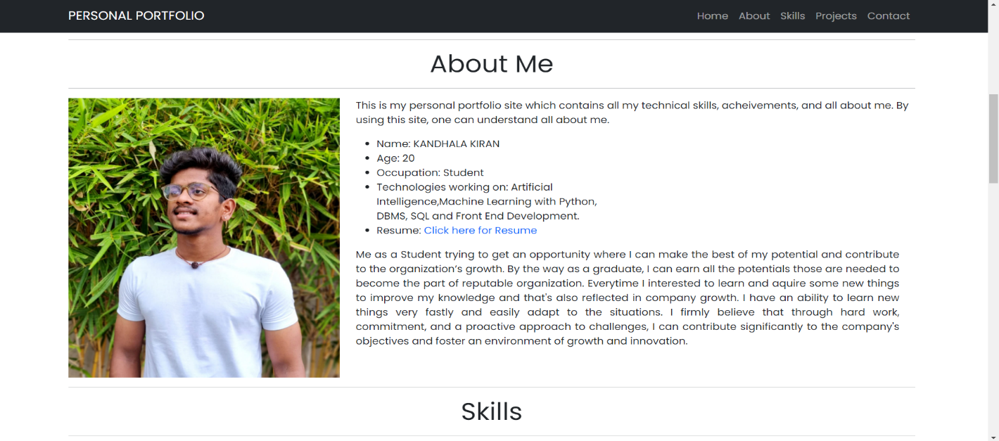 PERSONAL PORTFOLIO
Home About Skills Projects Contact
About Me
This is my personal portfolio site which contains all my technical skills, acheivements, and all about me. By
using this site, one can understand all about me.
Name: KANDHALA KIRAN
Age: 20
Occupation: Student
Technologies working on: Artificial
Intelligence,Machine Learning with Python,
DBMS, SQL and Front End Development.
Resume: Click here for Resume
Me as a Student trying to get an opportunity where I can make the best of my potential and contribute
to the organization’s growth. By the way as a graduate, I can earn all the potentials those are needed to
become the part of reputable organization. Everytime I interested to learn and aquire some new things
to improve my knowledge and that's also reflected in company growth. I have an ability to learn new
things very fastly and easily adapt to the situations. I firmly believe that through hard work,
commitment, and a proactive approach to challenges, I can contribute significantly to the company's
objectives and foster an environment of growth and innovation.
Skills